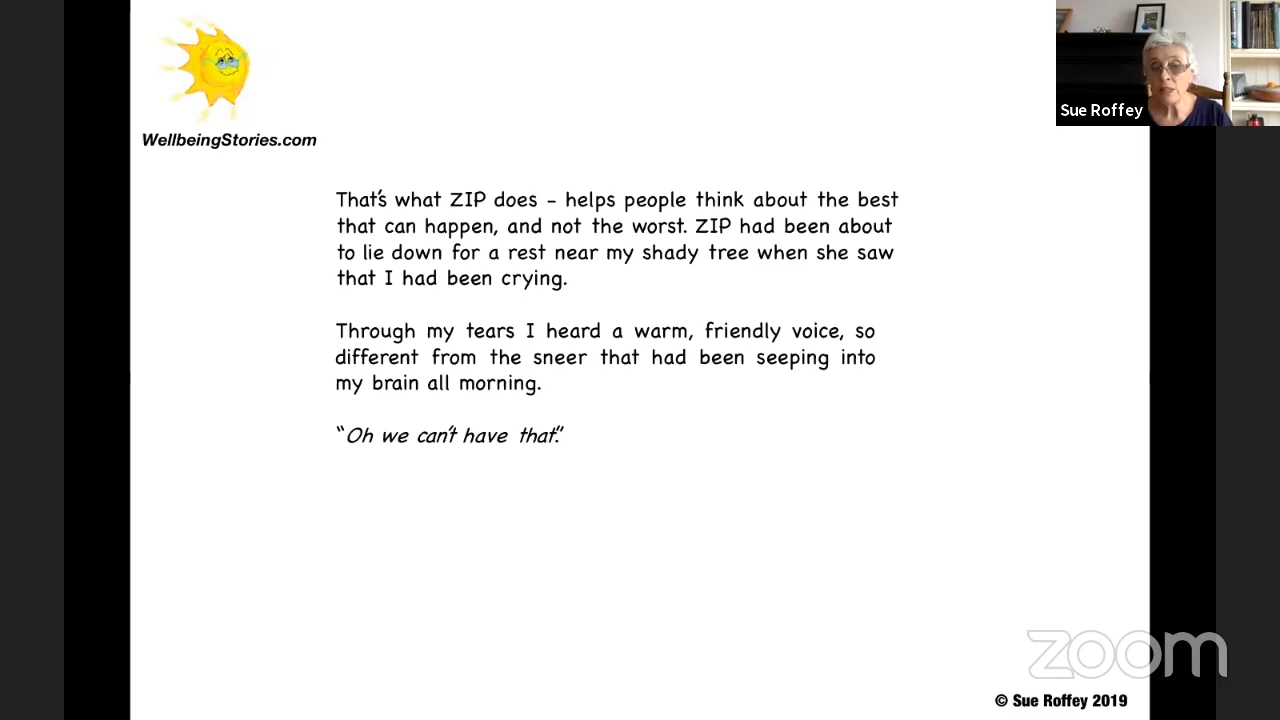 Sue Roffey
WellbeingStories.com
That's what ZIP does – helps people think about the best
that can happen, and not the worst. ZIP had been about
to lie down for a rest near my shady tree when she saw
that I had been crying.
Through my tears I heard a warm, friendly voice, so
different from the sneer that had been seeping into
my brain all morning.
“Oh we can't have that.”
zoom
© Sue Roffey 2019